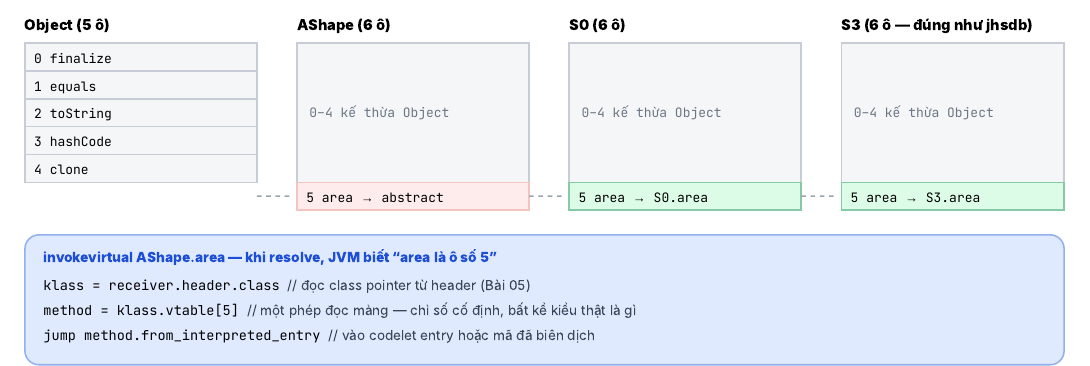 Object (5 ô)
0 finalize
1 equals
2 toString
3 hashCode
4 clone
AShape (6 ô)
0–4 kế thừa Object
5 area → abstract
S0 (6 ô)
0–4 kế thừa Object
5 area → S0.area
S3 (6 ô — đúng như jhsdb)
0–4 kế thừa Object
5 area → S3.area
invokevirtual AShape.area — khi resolve, JVM biết “area là ô số 5”
klass = receiver.header.class // đọc class pointer từ header (Bài 05)
method = klass.vtable[5] // một phép đọc mảng — chỉ số cố định, bất kể kiểu thật là gì
jump method.from_interpreted_entry // vào codelet entry hoặc mã đã biên dịch